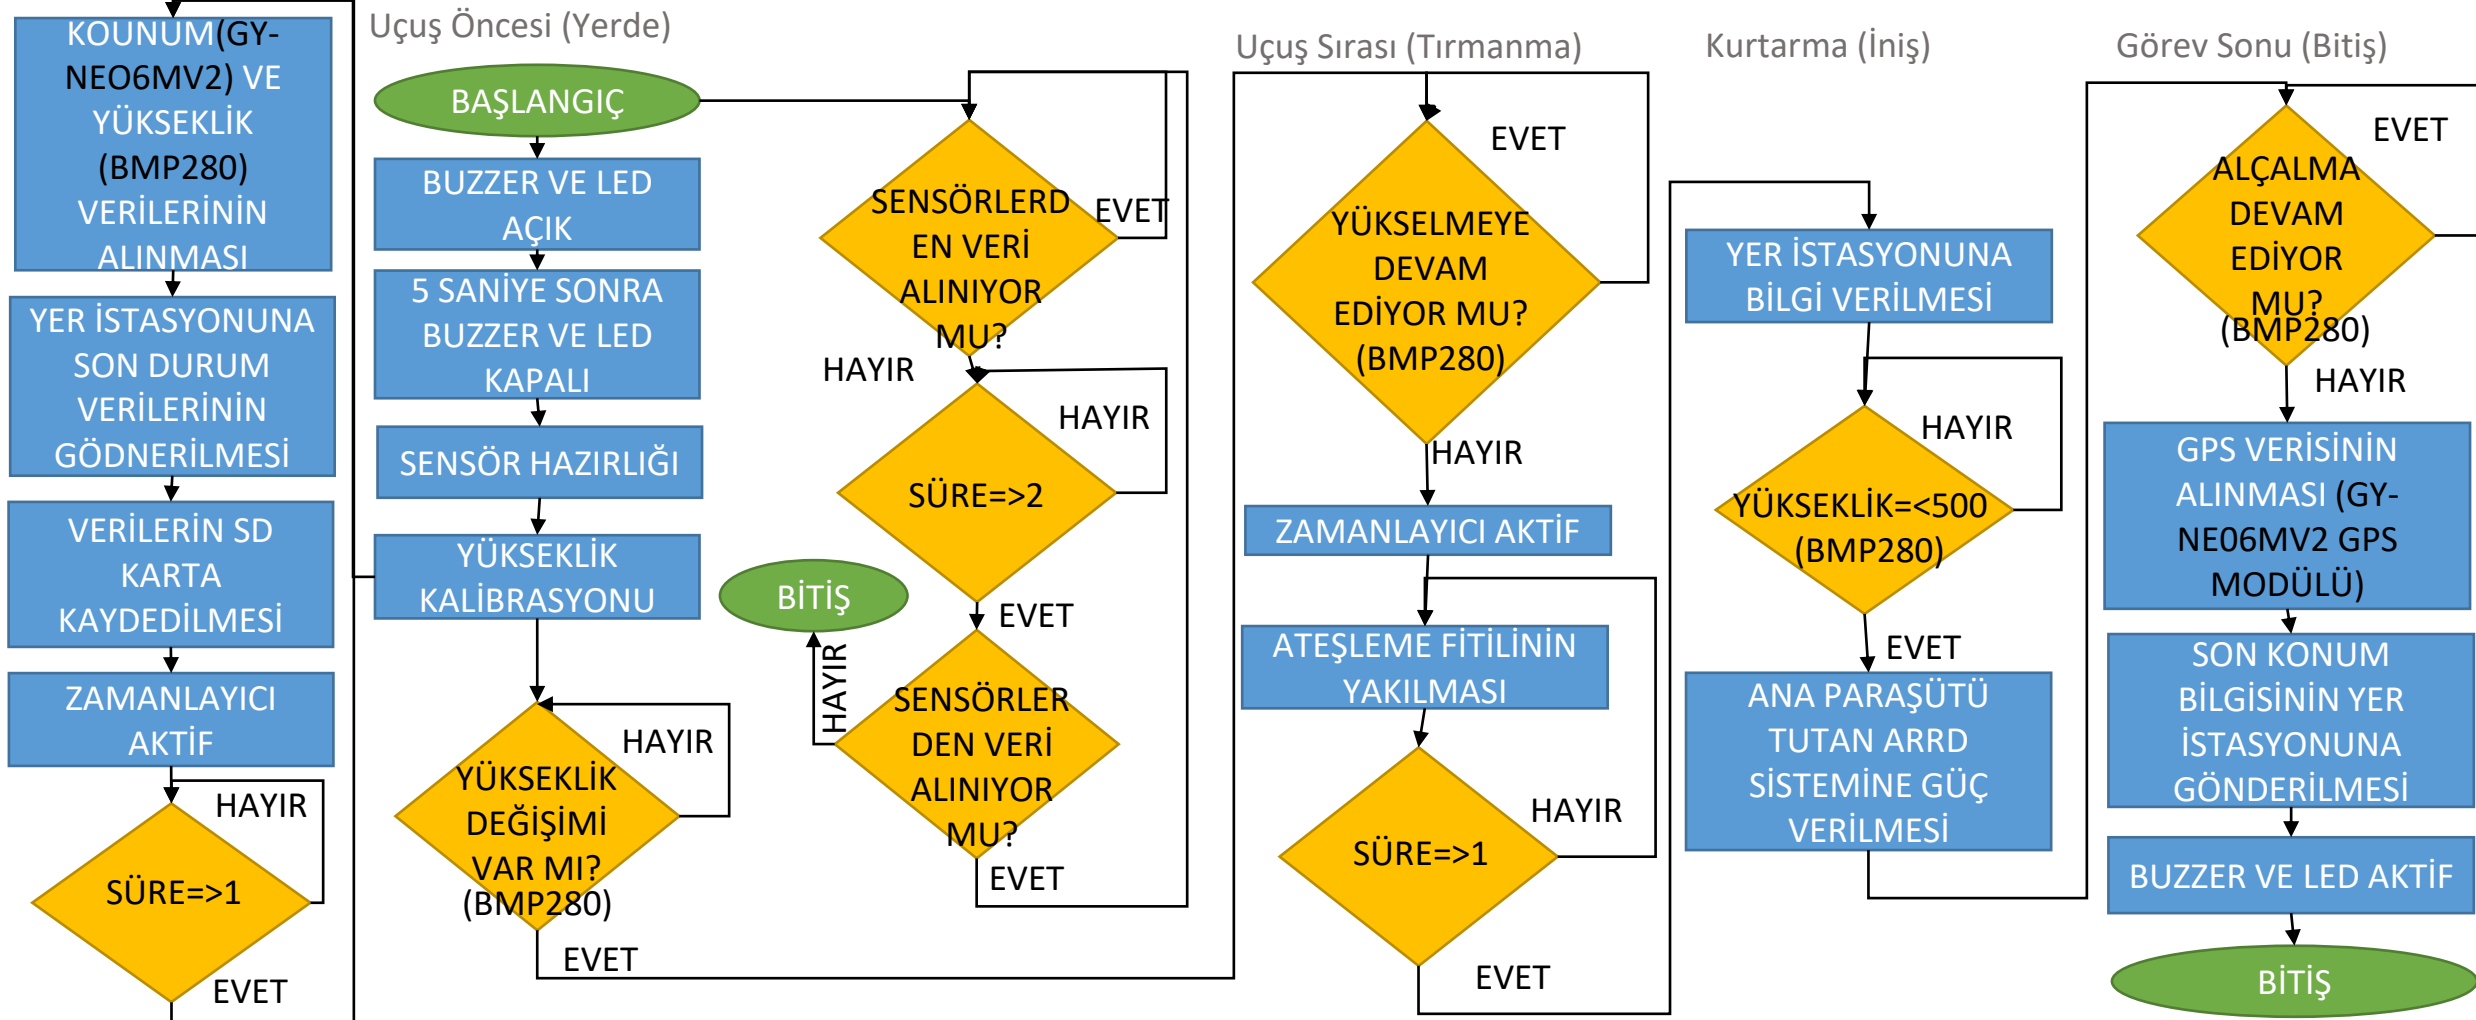 KOUNUM(GY-
NEO6MV2) VE
YÜKSEKLİK
(BMP280)
VERİLERİNİN
ALINMASI
YER İSTASYONUNA
SON DURUM
VERİLERİNİN
GÖDNERİLMESİ
VERİLERİN SD
KARTA
KAYDEDİLMESİ
ZAMANLAYICI
AKTİF
HAYIR
SÜRE=>1
EVET
Uçuş Öncesi (Yerde)
BAŞLANGIÇ
BUZZER VE LED
AÇIK
5 SANİYE SONRA
BUZZER VE LED
KAPALI
SENSÖR HAZIRLIĞI
YÜKSEKLİK
KALİBRASYONU
HAYIR
YÜKSEKLİK
DEĞİŞİMİ
VAR MI?
(BMP280)
EVET
SENSÖRLERD
EN VERİ
ALINIYOR
MU?
EVET
HAYIR
HAYIR
SÜRE=>2
EVET
BİTİŞ
HAYIR
SENSÖRLER
DEN VERİ
ALINIYOR
MU?
EVET
Uçuş Sırası (Tırmanma)
EVET
YÜKSELMEYE
DEVAM
EDİYOR MU?
(BMP280)
HAYIR
ZAMANLAYICI AKTİF
ATEŞLEME FİTİLİNİN
YAKILMASI
HAYIR
SÜRE=>1
EVET
Kurtarma (İniş)
YER İSTASYONUNA
BİLGİ VERİLMESİ
HAYIR
YÜKSEKLİK=<500
(BMP280)
EVET
ANA PARAŞÜTÜ
TUTAN ARRD
SİSTEMİNE GÜÇ
VERİLMESİ
Görev Sonu (Bitiş)
EVET
ALÇALMA
DEVAM
EDİYOR
MU?
(BMP280)
HAYIR
GPS VERİSİNİN
ALINMASI (GY-
NE06MV2 GPS
MODÜLÜ)
SON KONUM
BİLGİSİNİN YER
İSTASYONUNA
GÖNDERİLMESİ
BUZZER VE LED AKTİF
BİTİŞ